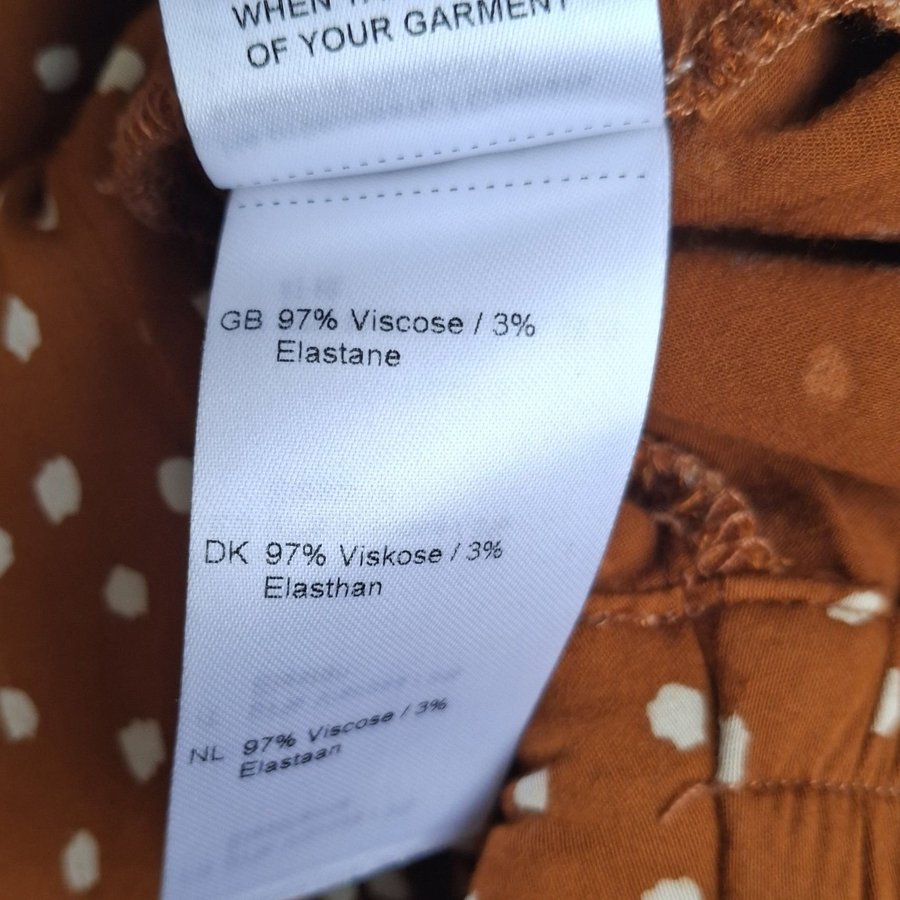 WHEN
OF YOUR GARMENT
GB 97% Viscose / 3%
Elastane
DK 97% Viskose / 3%
Elasthan
NL 97% Viscose / 3%
Elastaan